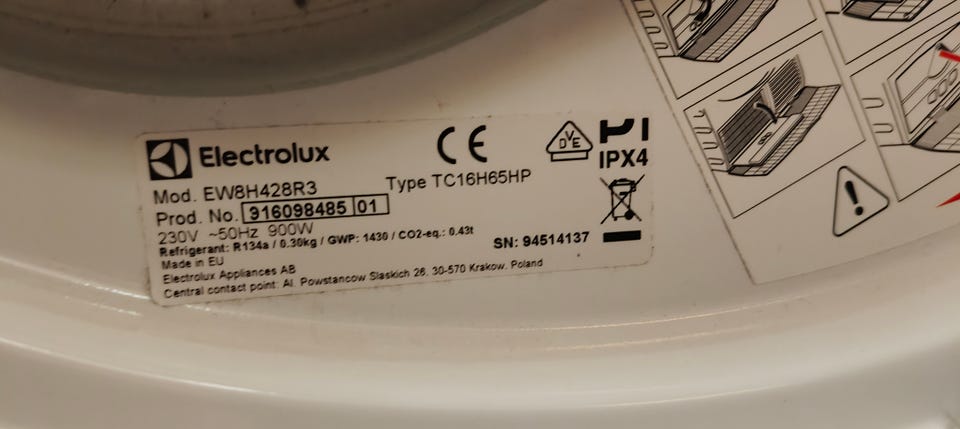 Electrolux
CE
DVE
IPX4
Mod. EW8H428R3
Type TC16H65HP
Prod. No. 916098485 01
230V ~50Hz 900W
Refrigerant: R134a / 0.30kg / GWP: 1430 / CO2-eq.: 0.43t
SN: 94514137
Made in EU
Electrolux Appliances AB
Central contact point: Al. Powstancow Slaskich 26, 30-570 Krakow. Poland
!